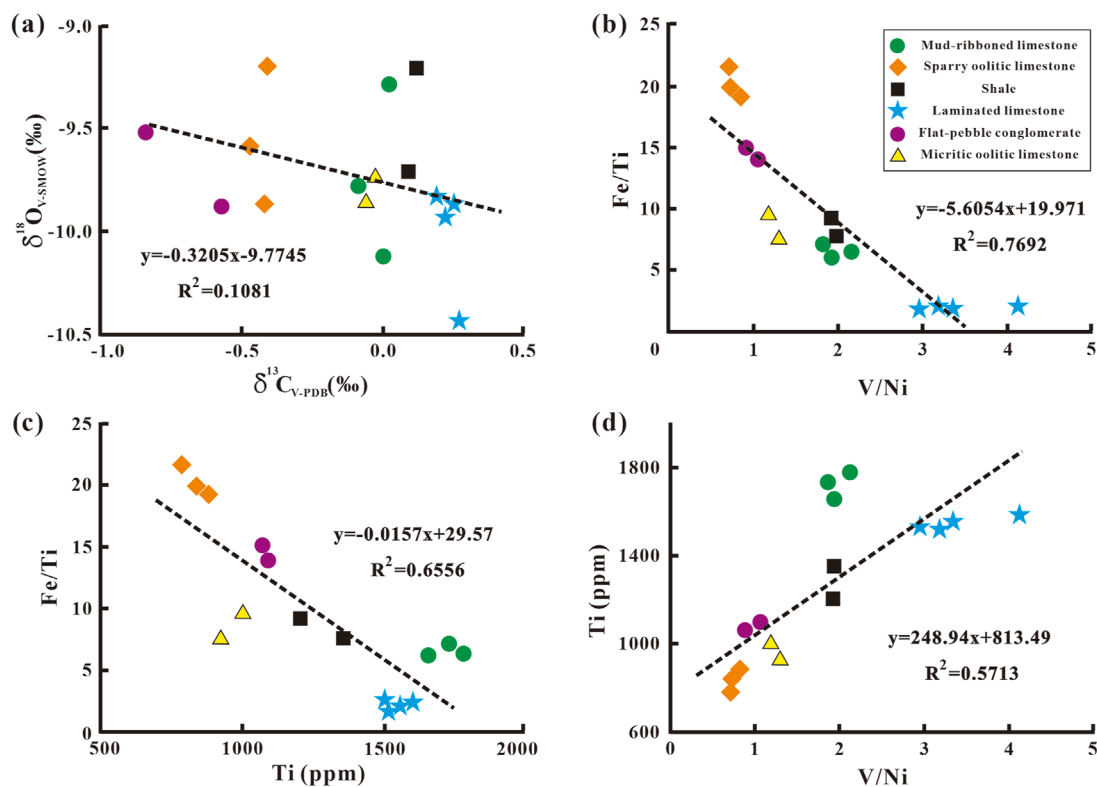 (a)
-9.0
-9.5
-10.0
-10.5
-1.0
-0.5
0.0
0.5
δ¹⁸O V-SMOW(‰)
δ¹³C V-PDB(‰)
y=-0.3205x-9.7745
R²=0.1081
(b)
25
20
15
10
5
0
1
2
3
4
5
Fe/Ti
V/Ni
Mud-ribboned limestone
Sparry oolitic limestone
Shale
Laminated limestone
Flat-pebble conglomerate
Micritic oolitic limestone
y=-5.6054x+19.971
R²=0.7692
(c)
25
20
15
10
5
0
500
1000
1500
2000
Fe/Ti
Ti (ppm)
y=-0.0157x+29.57
R²=0.6556
(d)
1800
1400
1000
600
0
1
2
3
4
5
Ti (ppm)
V/Ni
y=248.94x+813.49
R²=0.5713